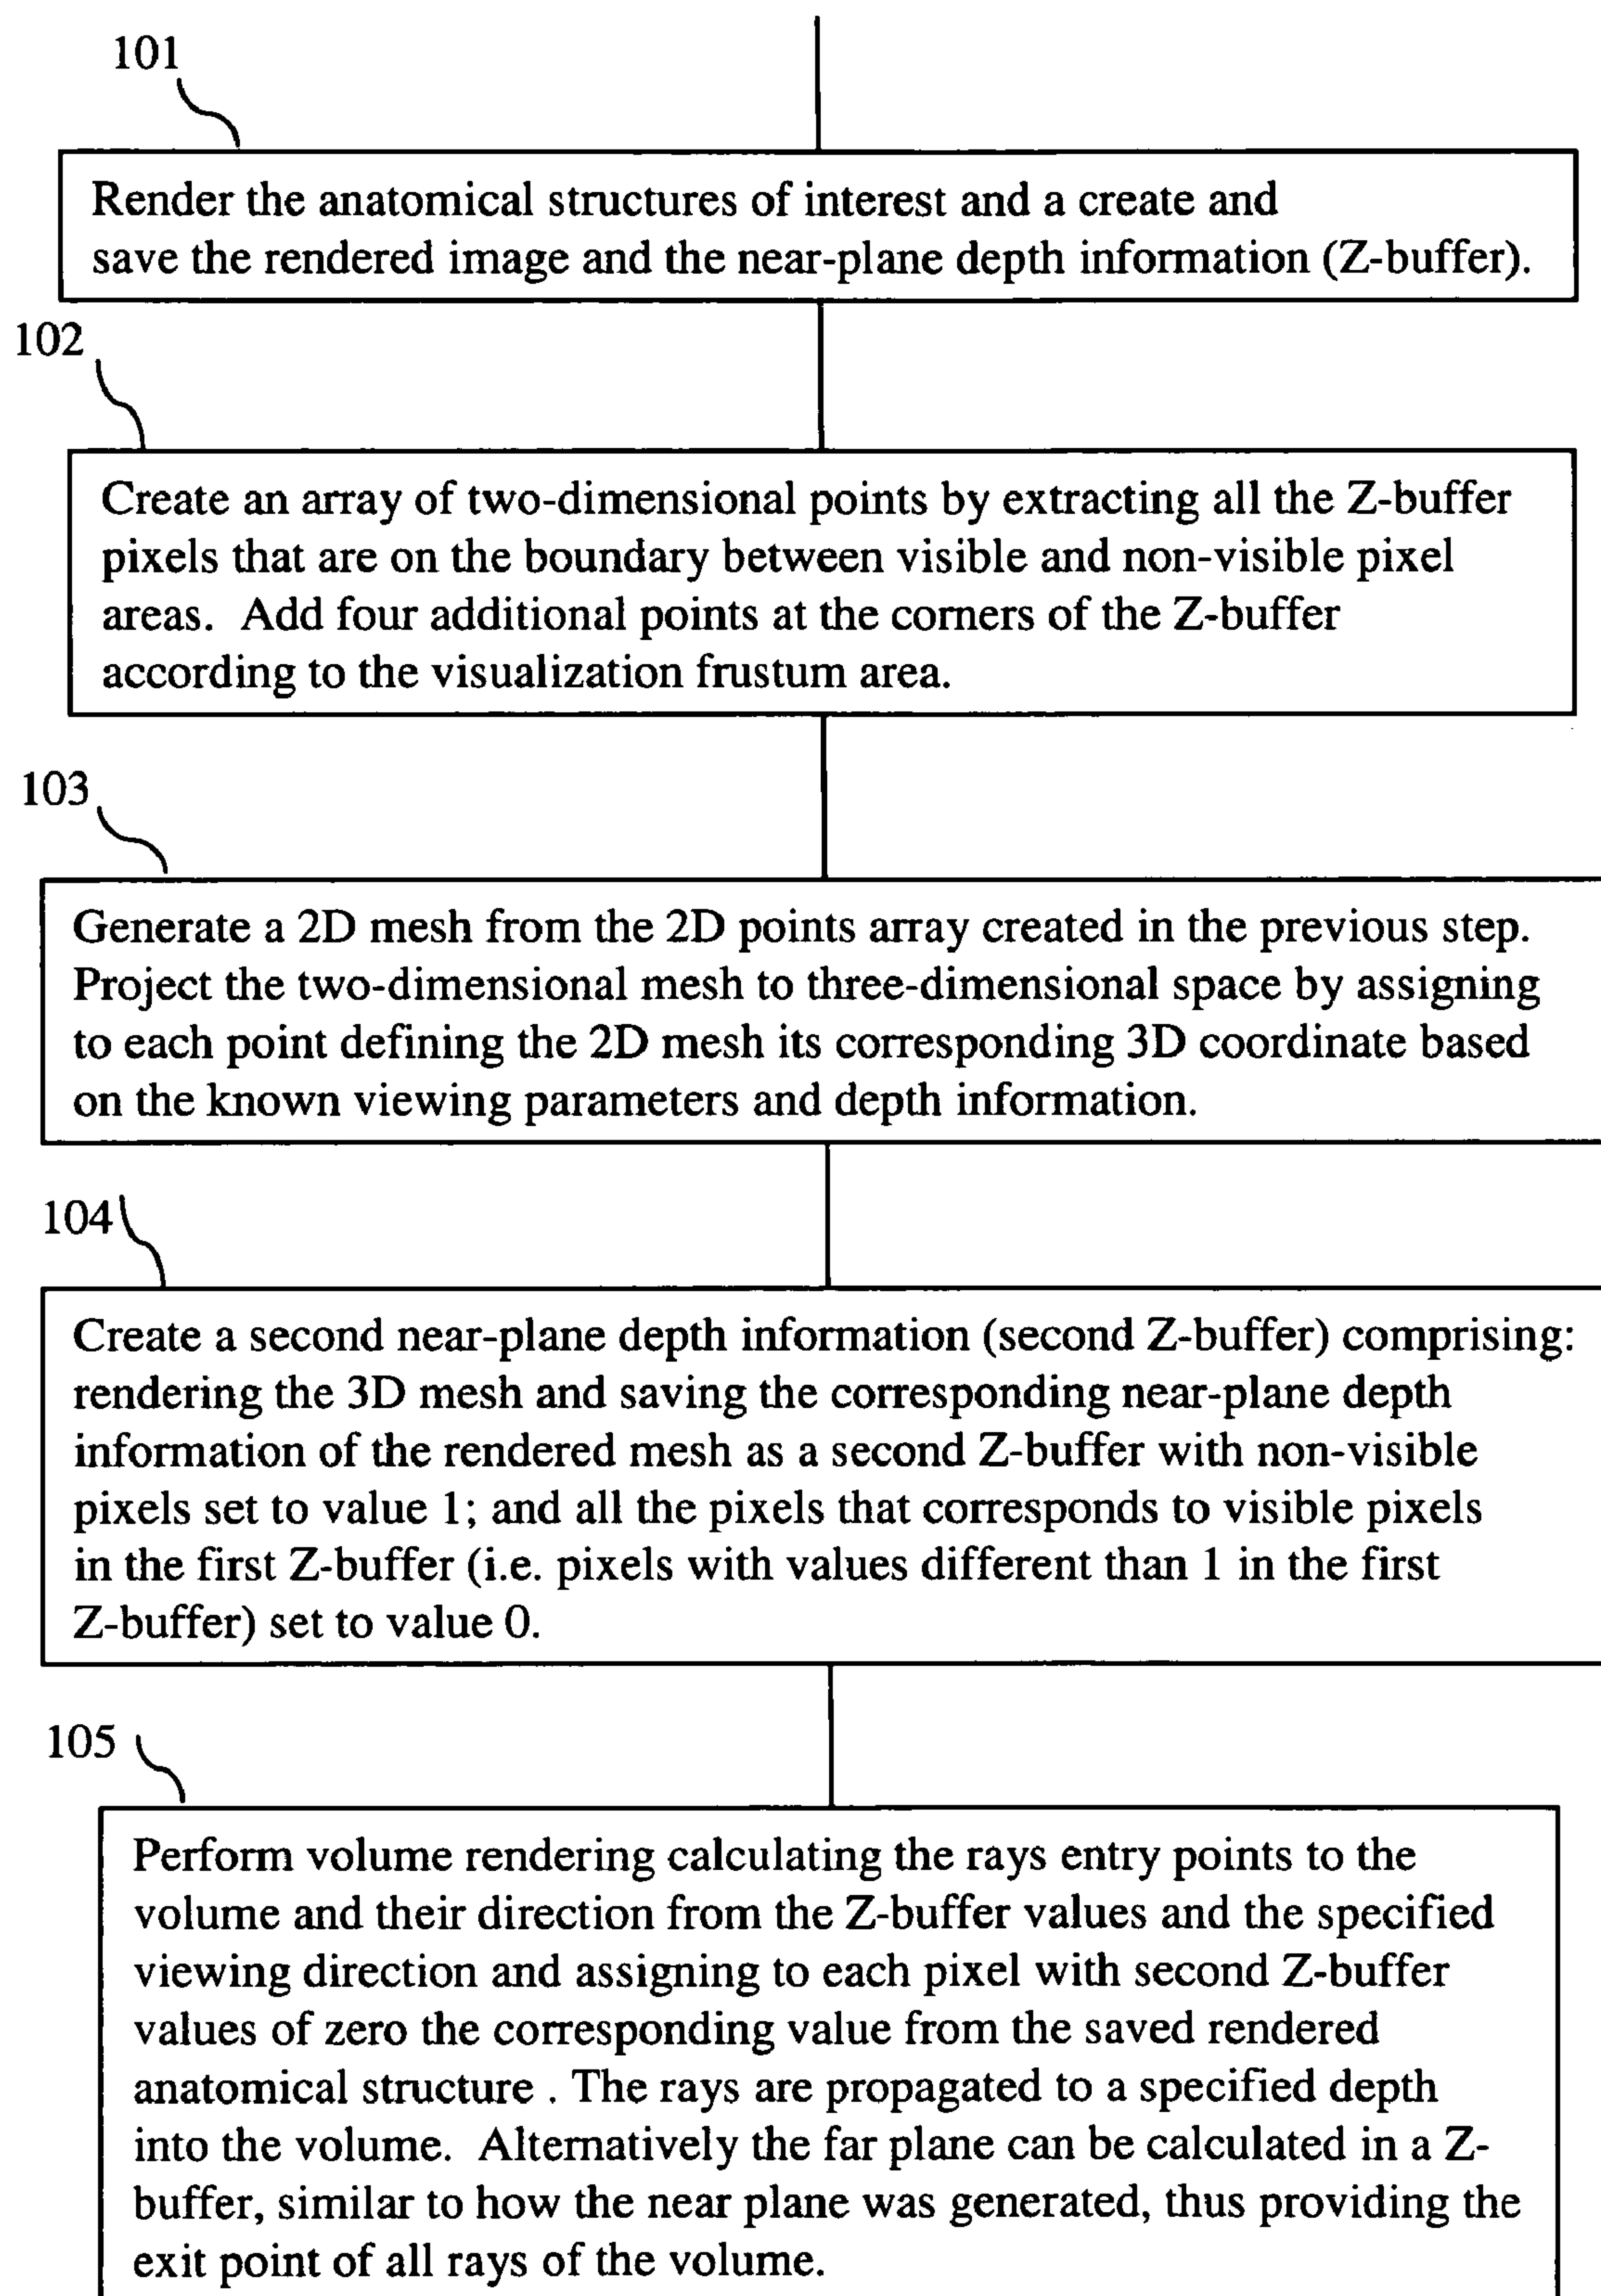 101
Render the anatomical structures of interest and a create and
save the rendered image and the near-plane depth information (Z-buffer).
102
Create an array of two-dimensional points by extracting all the Z-buffer
pixels that are on the boundary between visible and non-visible pixel
areas. Add four additional points at the corners of the Z-buffer
according to the visualization frustum area.
103
Generate a 2D mesh from the 2D points array created in the previous step.
Project the two-dimensional mesh to three-dimensional space by assigning
to each point defining the 2D mesh its corresponding 3D coordinate based
on the known viewing parameters and depth information.
104
Create a second near-plane depth information (second Z-buffer) comprising:
rendering the 3D mesh and saving the corresponding near-plane depth
information of the rendered mesh as a second Z-buffer with non-visible
pixels set to value 1; and all the pixels that corresponds to visible pixels
in the first Z-buffer (i.e. pixels with values different than 1 in the first
Z-buffer) set to value 0.
105
Perform volume rendering calculating the rays entry points to the
volume and their direction from the Z-buffer values and the specified
viewing direction and assigning to each pixel with second Z-buffer
values of zero the corresponding value from the saved rendered
anatomical structure . The rays are propagated to a specified depth
into the volume. Alternatively the far plane can be calculated in a Z-
buffer, similar to how the near plane was generated, thus providing the
exit point of all rays of the volume.